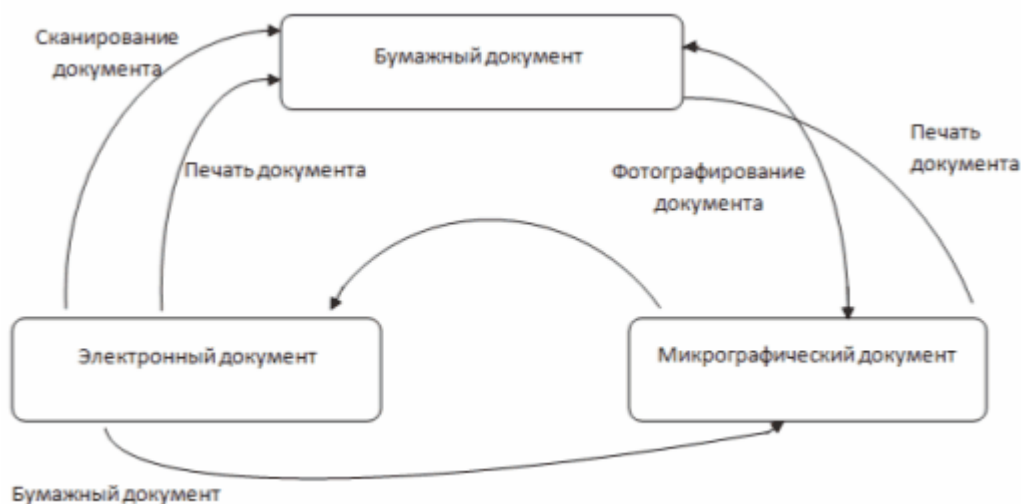 Сканирование
документа
Бумажный документ
Печать документа
Фотографирование
документа
Печать
документа
Электронный документ
Микрографический документ
Бумажный документ